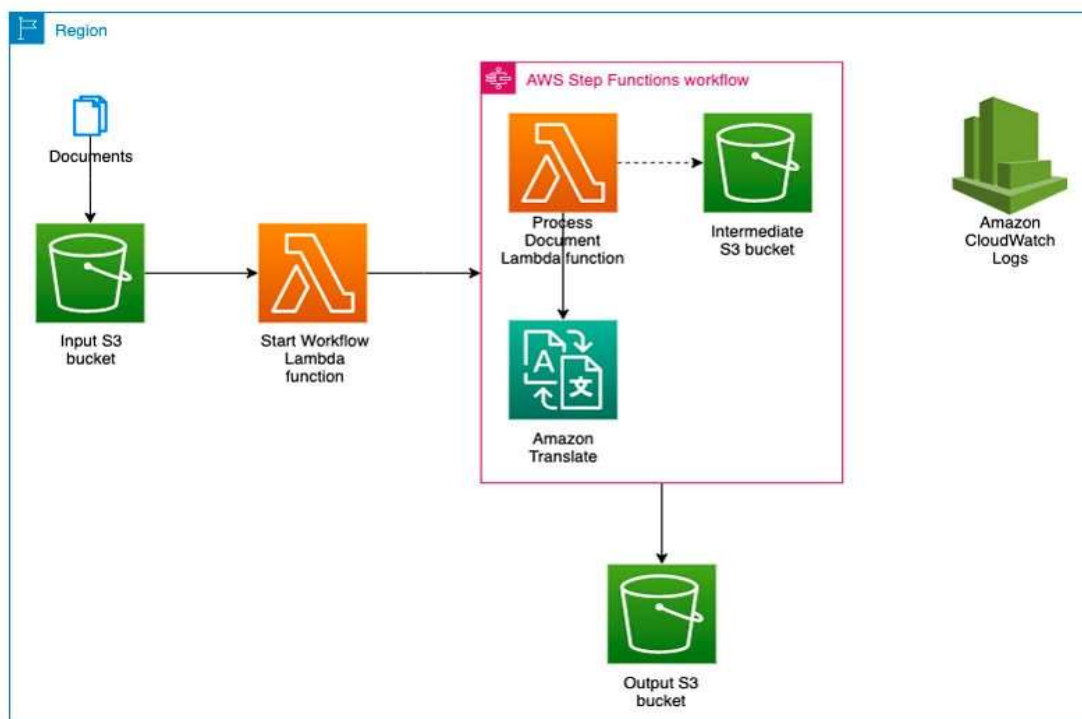 Region
AWS Step Functions workflow
Documents
Process
Document
Lambda function
Intermediate
S3 bucket
Amazon
CloudWatch
Logs
Input S3
bucket
Start Workflow
Lambda
function
A
文
Amazon
Translate
Output S3
bucket